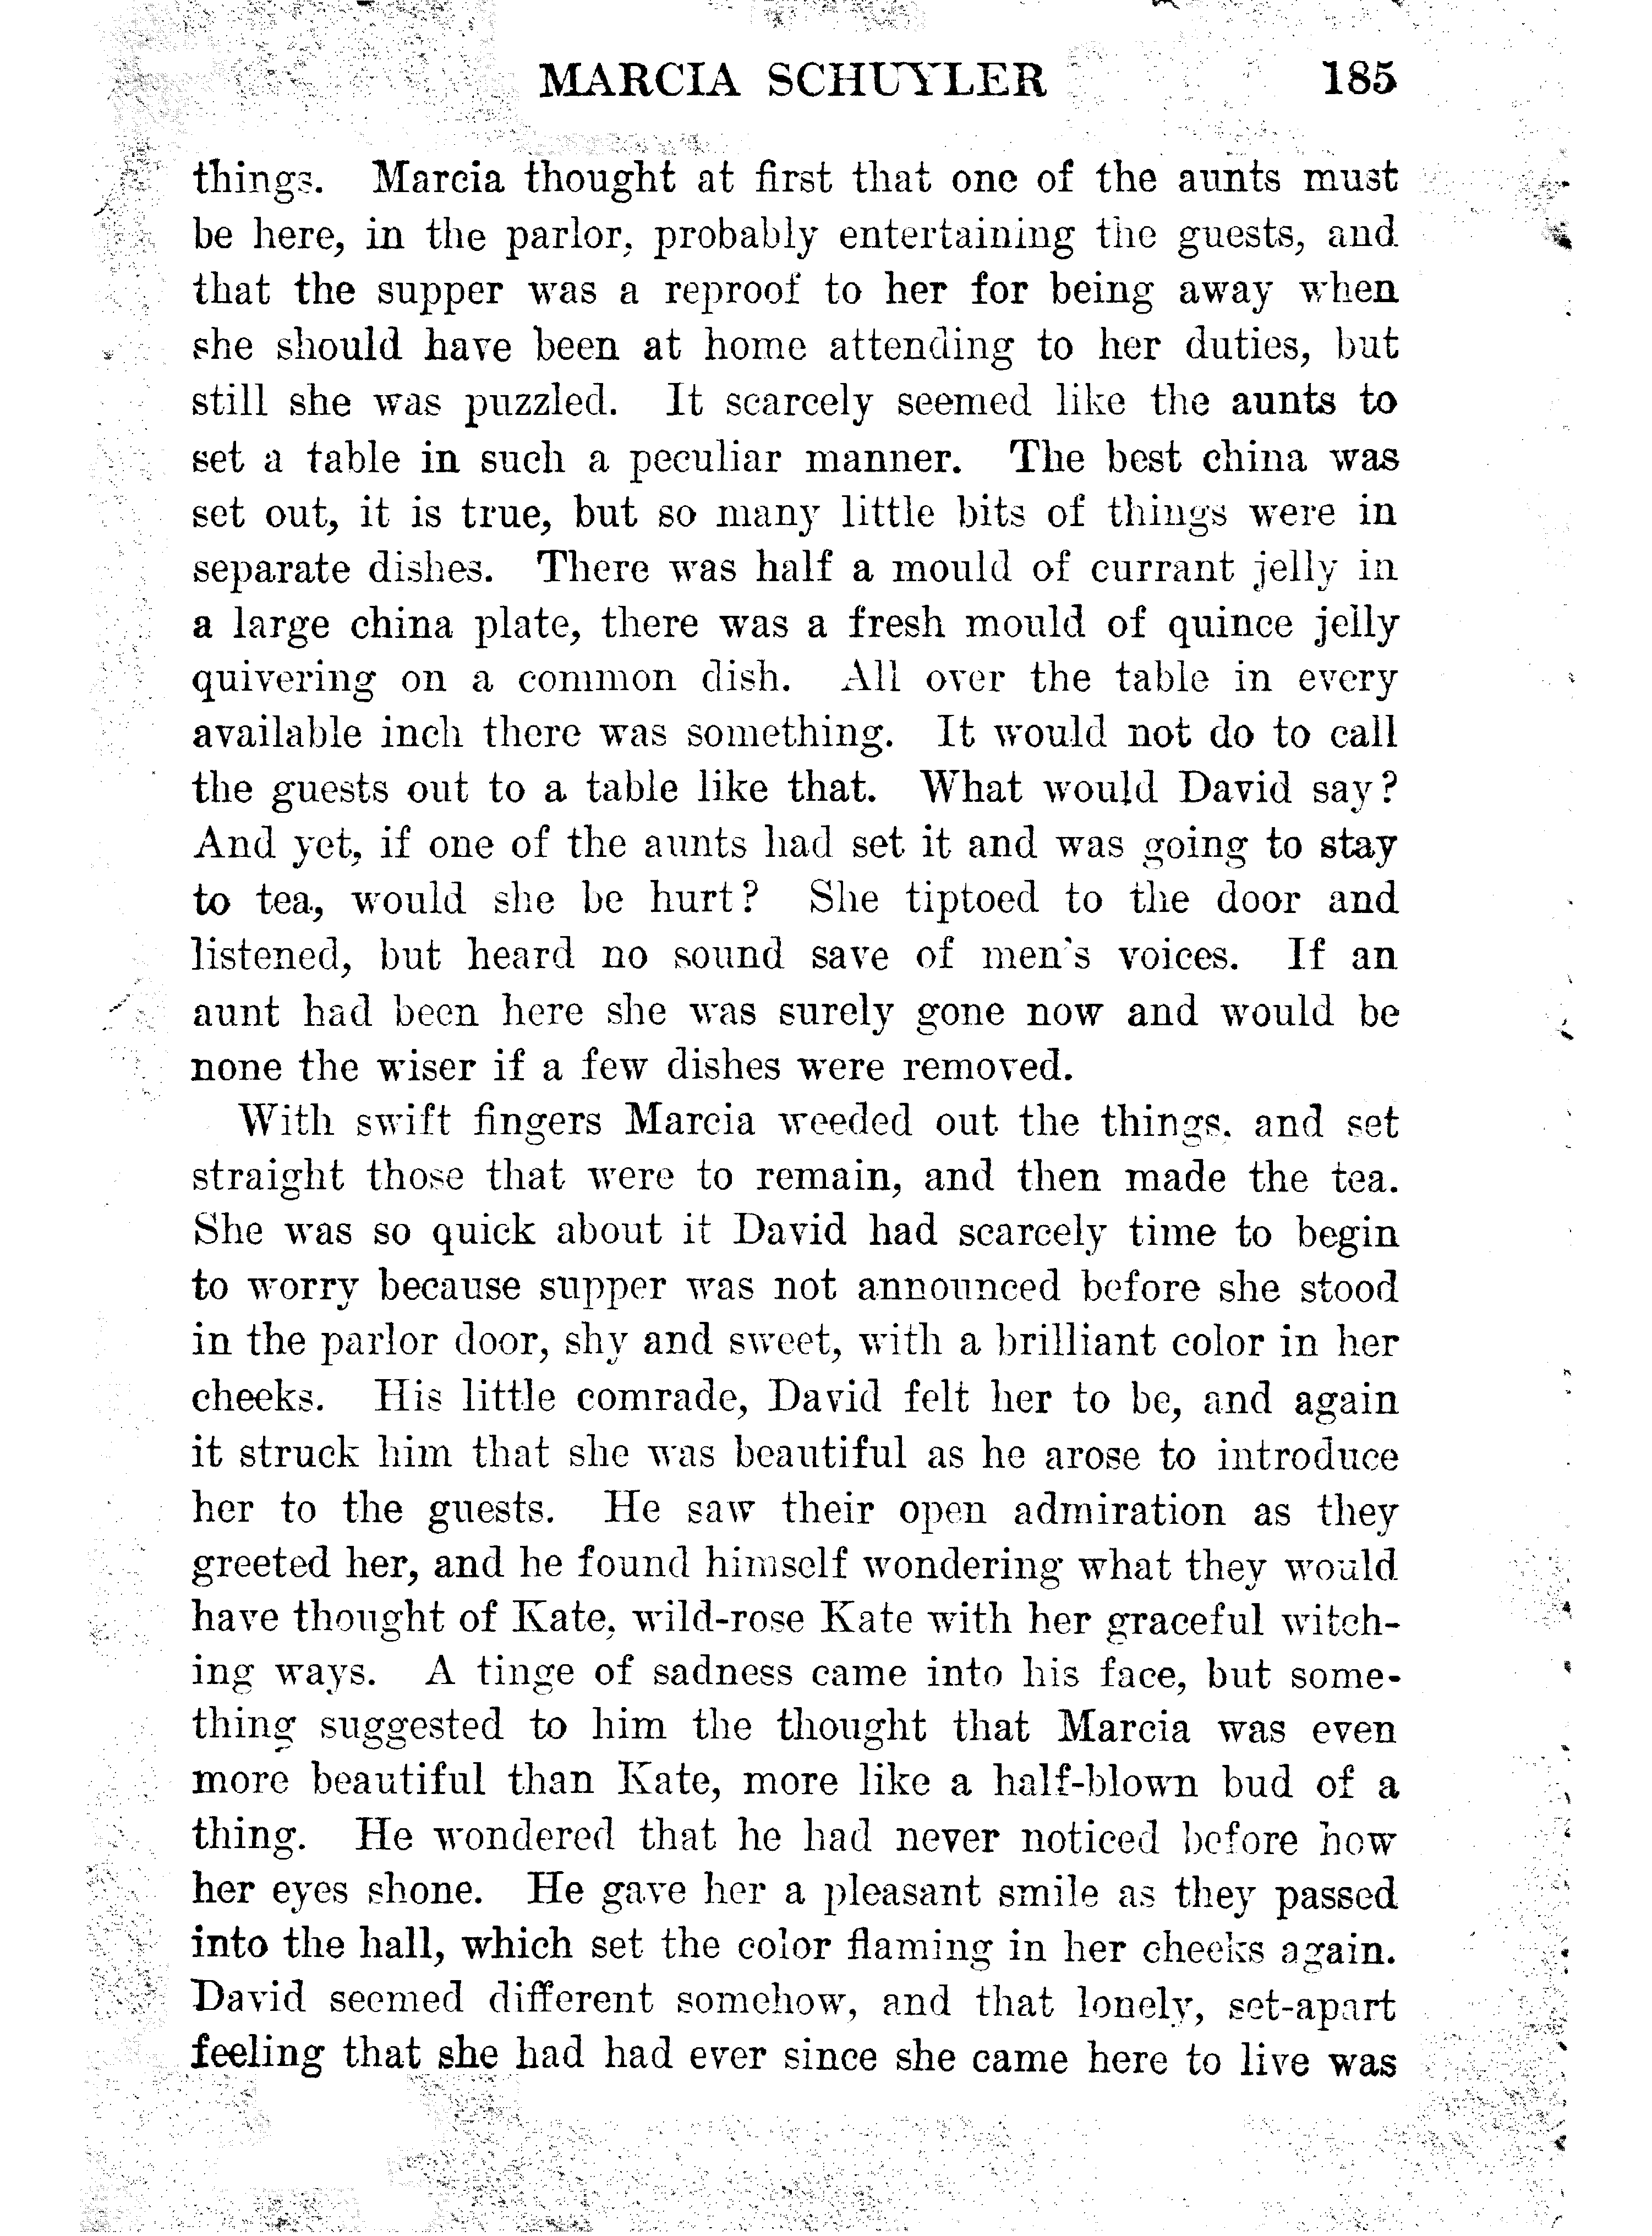 MARCIA SCHUYLER 185
things. Marcia thought at first that one of the aunts must
be here, in the parlor, probably entertaining the guests, and
that the supper was a reproof to her for being away when
she should have been at home attending to her duties, but
still she was puzzled. It scarcely seemed like the aunts to
set a table in such a peculiar manner. The best china was
set out, it is true, but so many little bits of things were in
separate dishes. There was half a mould of currant jelly in
a large china plate, there was a fresh mould of quince jelly
quivering on a common dish. All over the table in every
available inch there was something. It would not do to call
the guests out to a table like that. What would David say?
And yet, if one of the aunts had set it and was going to stay
to tea, would she be hurt? She tiptoed to the door and
listened, but heard no sound save of men's voices. If an
aunt had been here she was surely gone now and would be
none the wiser if a few dishes were removed.
With swift fingers Marcia weeded out the things, and set
straight those that were to remain, and then made the tea.
She was so quick about it David had scarcely time to begin
to worry because supper was not announced before she stood
in the parlor door, shy and sweet, with a brilliant color in her
cheeks. His little comrade, David felt her to be, and again
it struck him that she was beautiful as he arose to introduce
her to the guests. He saw their open admiration as they
greeted her, and he found himself wondering what they would
have thought of Kate, wild-rose Kate with her graceful witch-
ing ways. A tinge of sadness came into his face, but some-
thing suggested to him the thought that Marcia was even
more beautiful than Kate, more like a half-blown bud of a
thing. He wondered that he had never noticed before how
her eyes shone. He gave her a pleasant smile as they passed
into the hall, which set the color flaming in her cheeks again.
David seemed different somehow, and that lonely, set-apart
feeling that she had had ever since she came here to live was